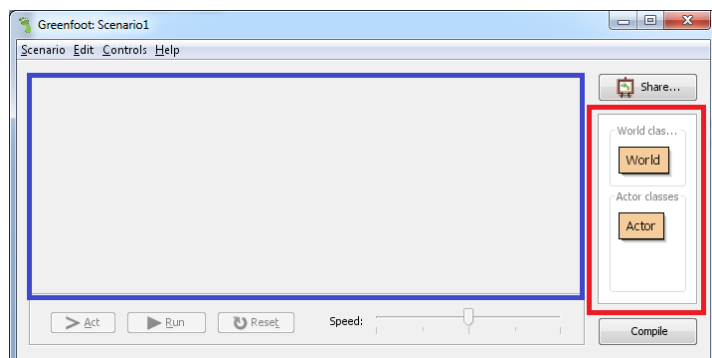 Greenfoot: Scenario1
Scenario Edit Controls Help
Share...
World clas...
World
Actor classes
Actor
Act Run Reset Speed:
Compile